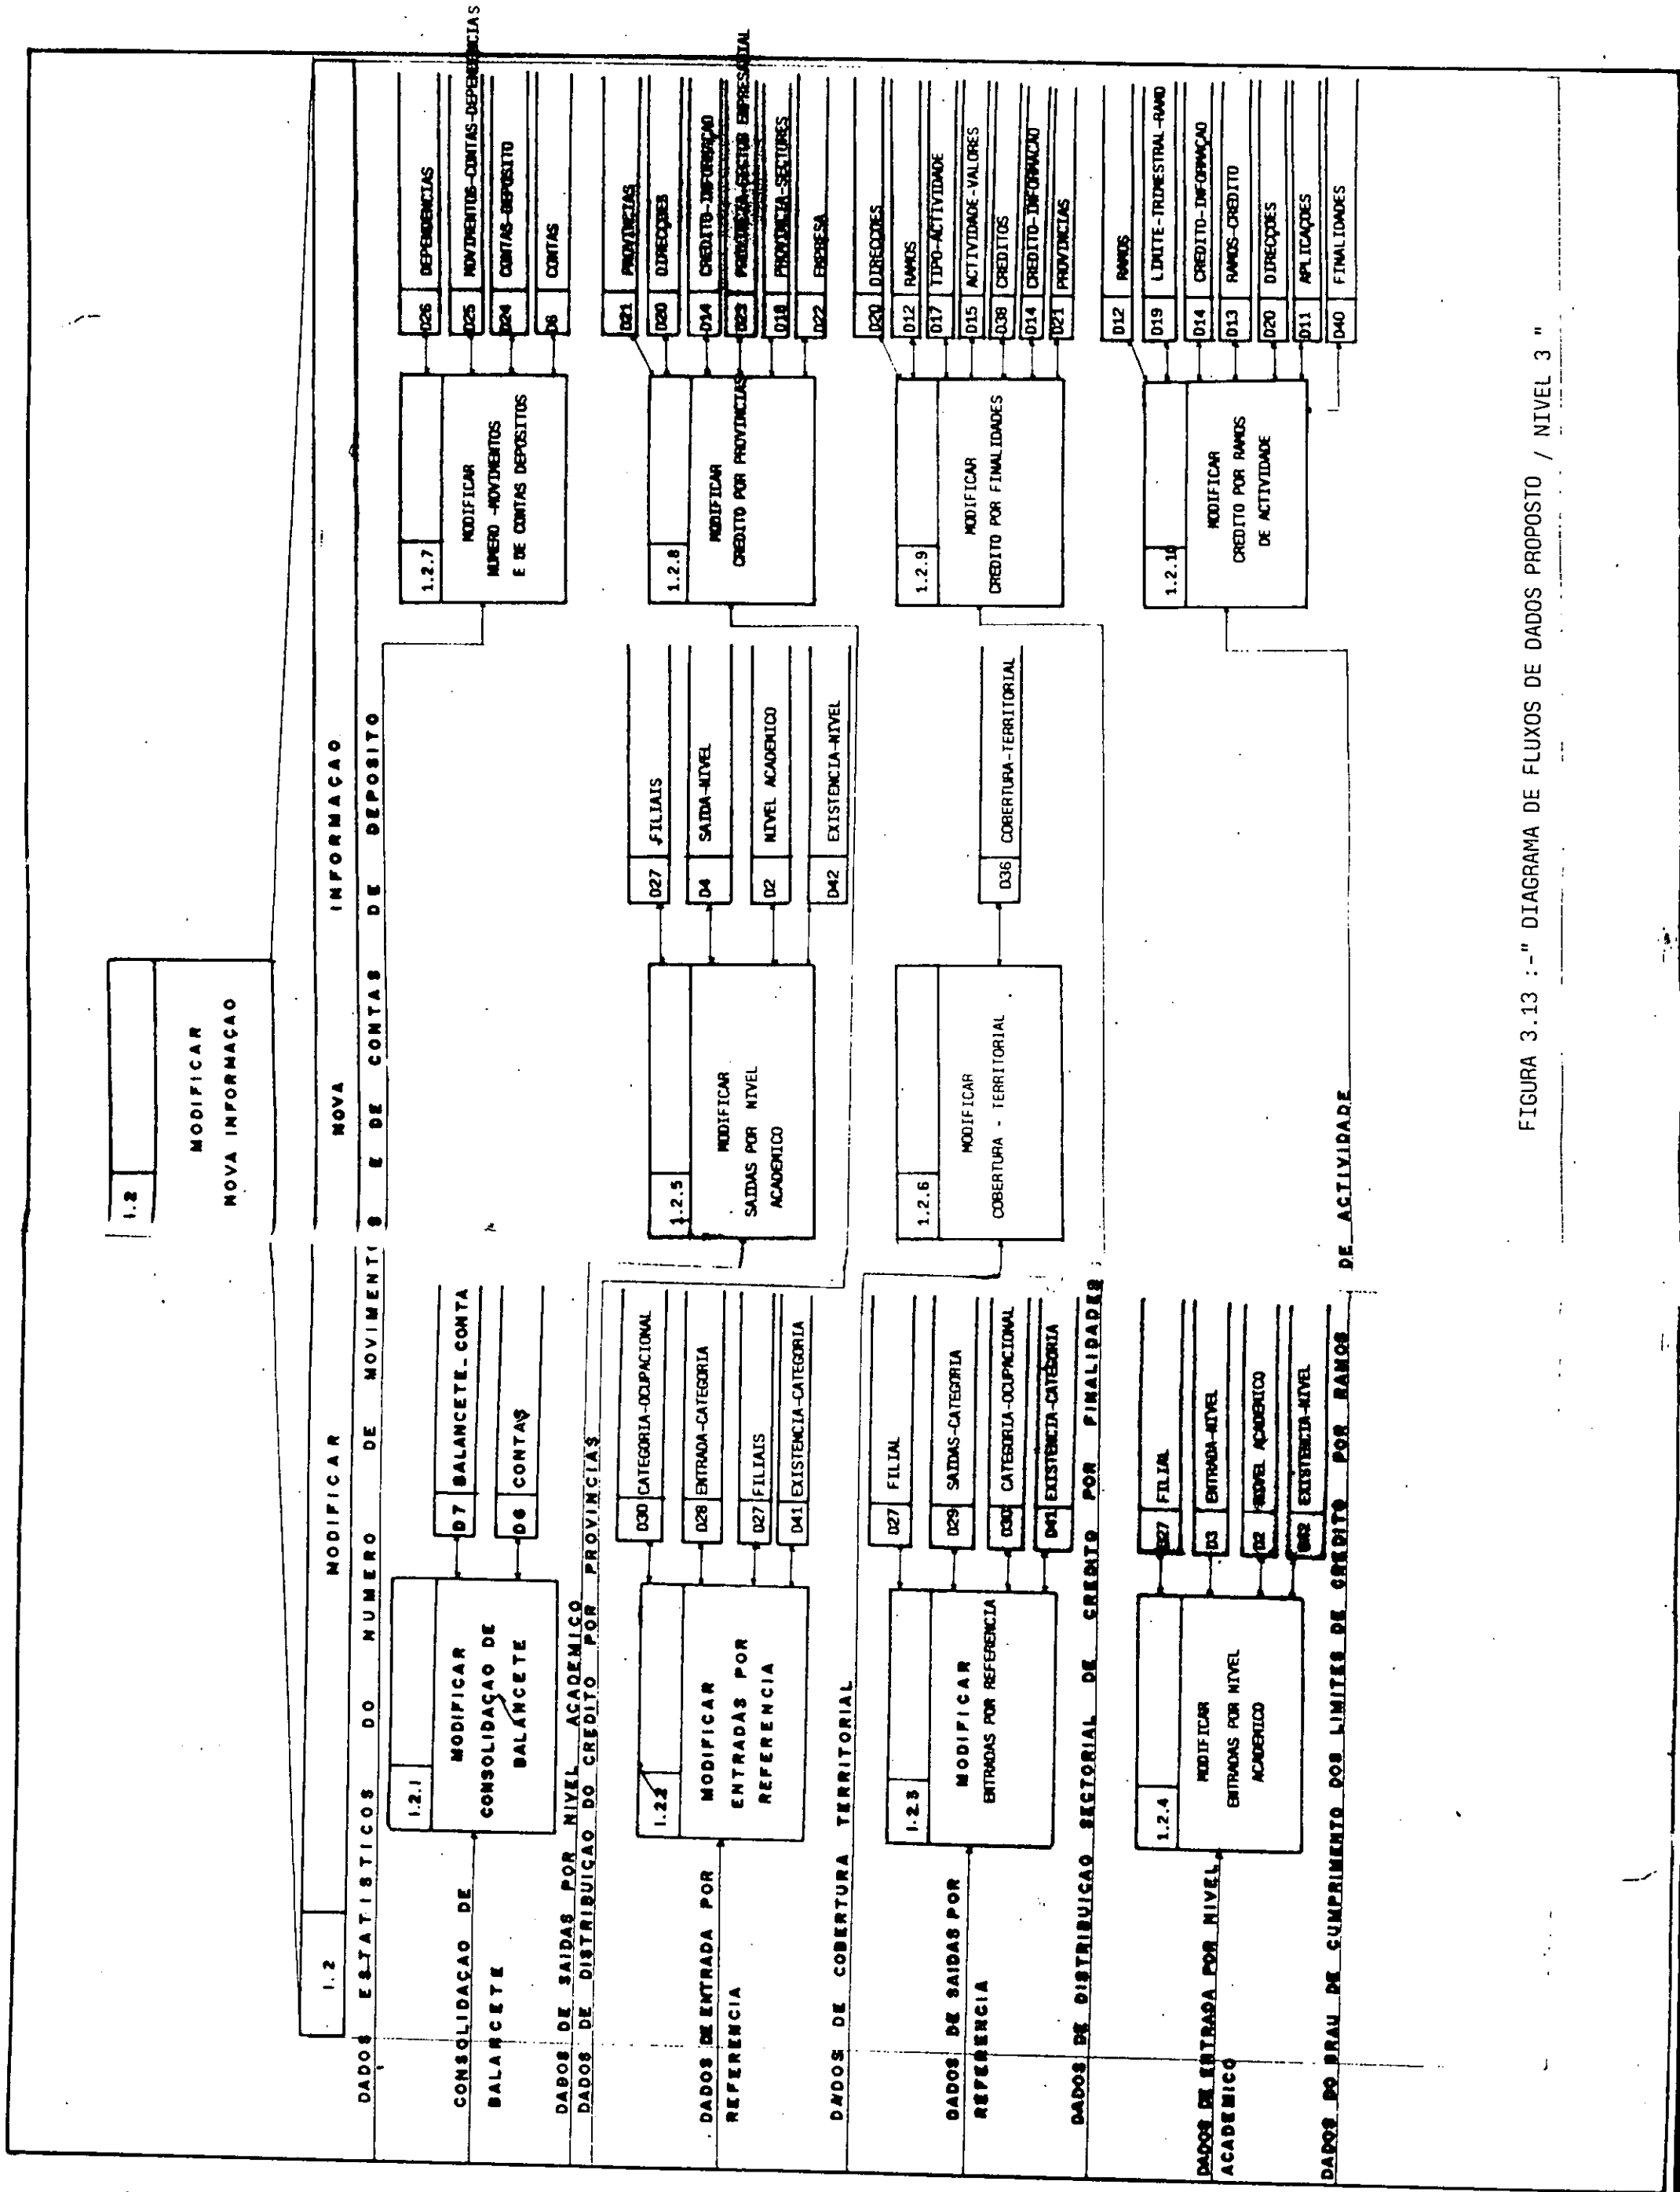 1.2
MODIFICAR
NOVA INFORMAÇAO
1.2
MODIFICAR NOVA INFORMAÇAO
DADOS ESTATISTICOS DO NUMERO DE MOVIMENTOS E DE CONTAS DE DEPOSITO
CONSOLIDAÇAO DE
BALANCETE
1.2.1
MODIFICAR
CONSOLIDAÇAO DE
BALANCETE
D7 BALANCETE-CONTA
D6 CONTAS
1.2.7
MODIFICAR
NUMERO -MOVIMENTOS
E DE CONTAS DEPOSITOS
D26 DEPENDENCIAS
D25 MOVIMENTOS-CONTAS-DEPENDENCIAS
D24 CONTAS-DEPOSITO
D6 CONTAS
DADOS DE SAIDAS POR NIVEL ACADEMICO
DADOS DE DISTRIBUIÇAO DO CREDITO POR PROVINCIAS
DADOS DE ENTRADA POR
REFERENCIA
1.2.2
MODIFICAR
ENTRADAS POR
REFERENCIA
D30 CATEGORIA-OCUPACIONAL
D28 ENTRADA-CATEGORIA
D27 FILIAIS
D41 EXISTENCIA-CATEGORIA
1.2.5
MODIFICAR
SAIDAS POR NIVEL
ACADEMICO
D27 FILIAIS
D4 SAIDA-NIVEL
D2 NIVEL ACADEMICO
D42 EXISTENCIA-NIVEL
1.2.8
MODIFICAR
CREDITO POR PROVINCIAS
D21 PROVINCIAS
D20 DIRECÇOES
D14 CREDITO-INFORMAÇAO
D23 PROVINCIA-SECTOR EMPRESARIAL
D18 PROVINCIA-SECTORES
D22 EMPRESA
DADOS DE COBERTURA TERRITORIAL
DADOS DE SAIDAS POR
REFERENCIA
1.2.3
MODIFICAR
ENTRADAS POR REFERENCIA
D27 FILIAL
D29 SAIDAS-CATEGORIA
D30 CATEGORIA-OCUPACIONAL
D41 EXISTENCIA-CATEGORIA
1.2.6
MODIFICAR
COBERTURA - TERRITORIAL
D36 COBERTURA-TERRITORIAL
1.2.9
MODIFICAR
CREDITO POR FINALIDADES
D20 DIRECÇOES
D12 RAMOS
D17 TIPO-ACTIVIDADE
D15 ACTIVIDADE-VALORES
D38 CREDITOS
D14 CREDITO-INFORMAÇAO
D21 PROVINCIAS
DADOS DE DISTRIBUIÇAO SECTORIAL DE CREDITO POR FINALIDADES
DADOS DE ENTRADA POR NIVEL
ACADEMICO
1.2.4
MODIFICAR
ENTRADAS POR NIVEL
ACADEMICO
D27 FILIAL
D3 ENTRADA-NIVEL
D2 NIVEL ACADEMICO
D42 EXISTENCIA-NIVEL
1.2.10
MODIFICAR
CREDITO POR RAMOS
DE ACTIVIDADE
D12 RAMOS
D19 LIMITE-TRIMESTRAL-RAMO
D14 CREDITO-INFORMAÇAO
D13 RAMOS-CREDITO
D20 DIRECÇOES
D11 APLICAÇOES
D40 FINALIDADES
DADOS DO GRAU DE CUMPRIMENTO DOS LIMITES DE CREDITO POR RAMOS DE ACTIVIDADE
FIGURA 3.13 :-" DIAGRAMA DE FLUXOS DE DADOS PROPOSTO / NIVEL 3 "